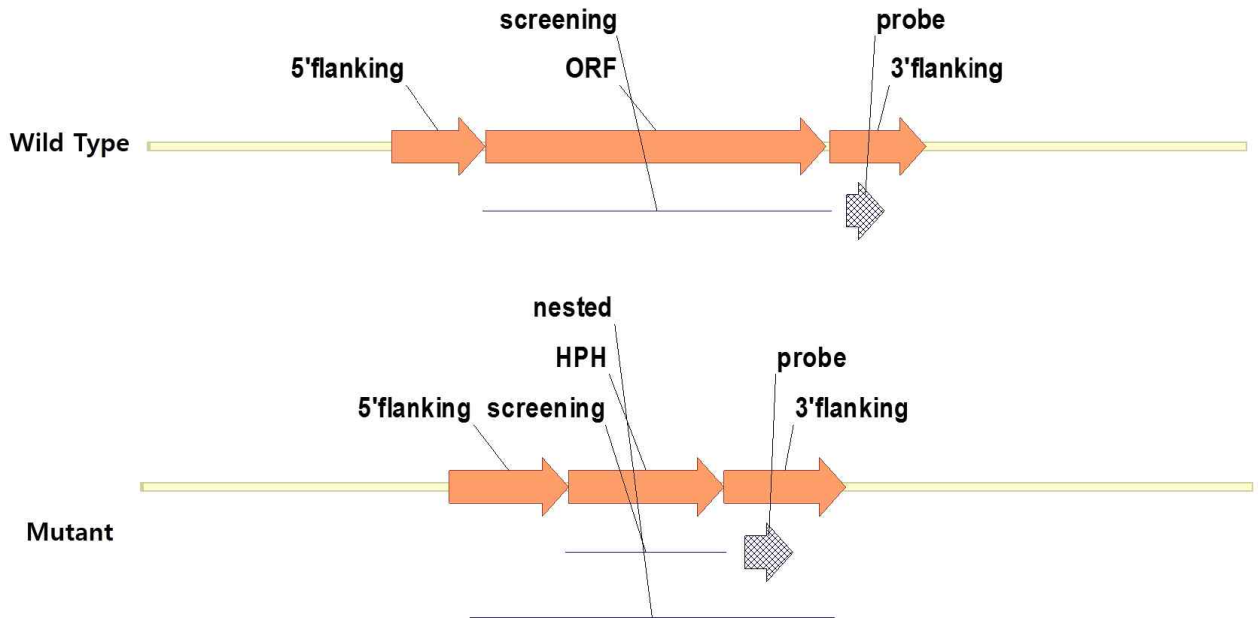 screening probe
5'flanking ORF 3'flanking
Wild Type
nested
HPH probe
5'flanking screening 3'flanking
Mutant